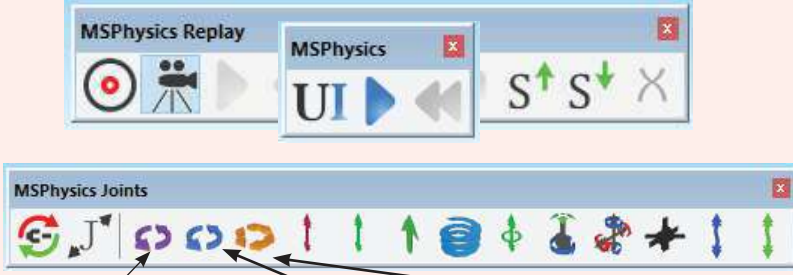 MSPhysics Replay
MSPhysics
UI
S S
MSPhysics Joints
C J